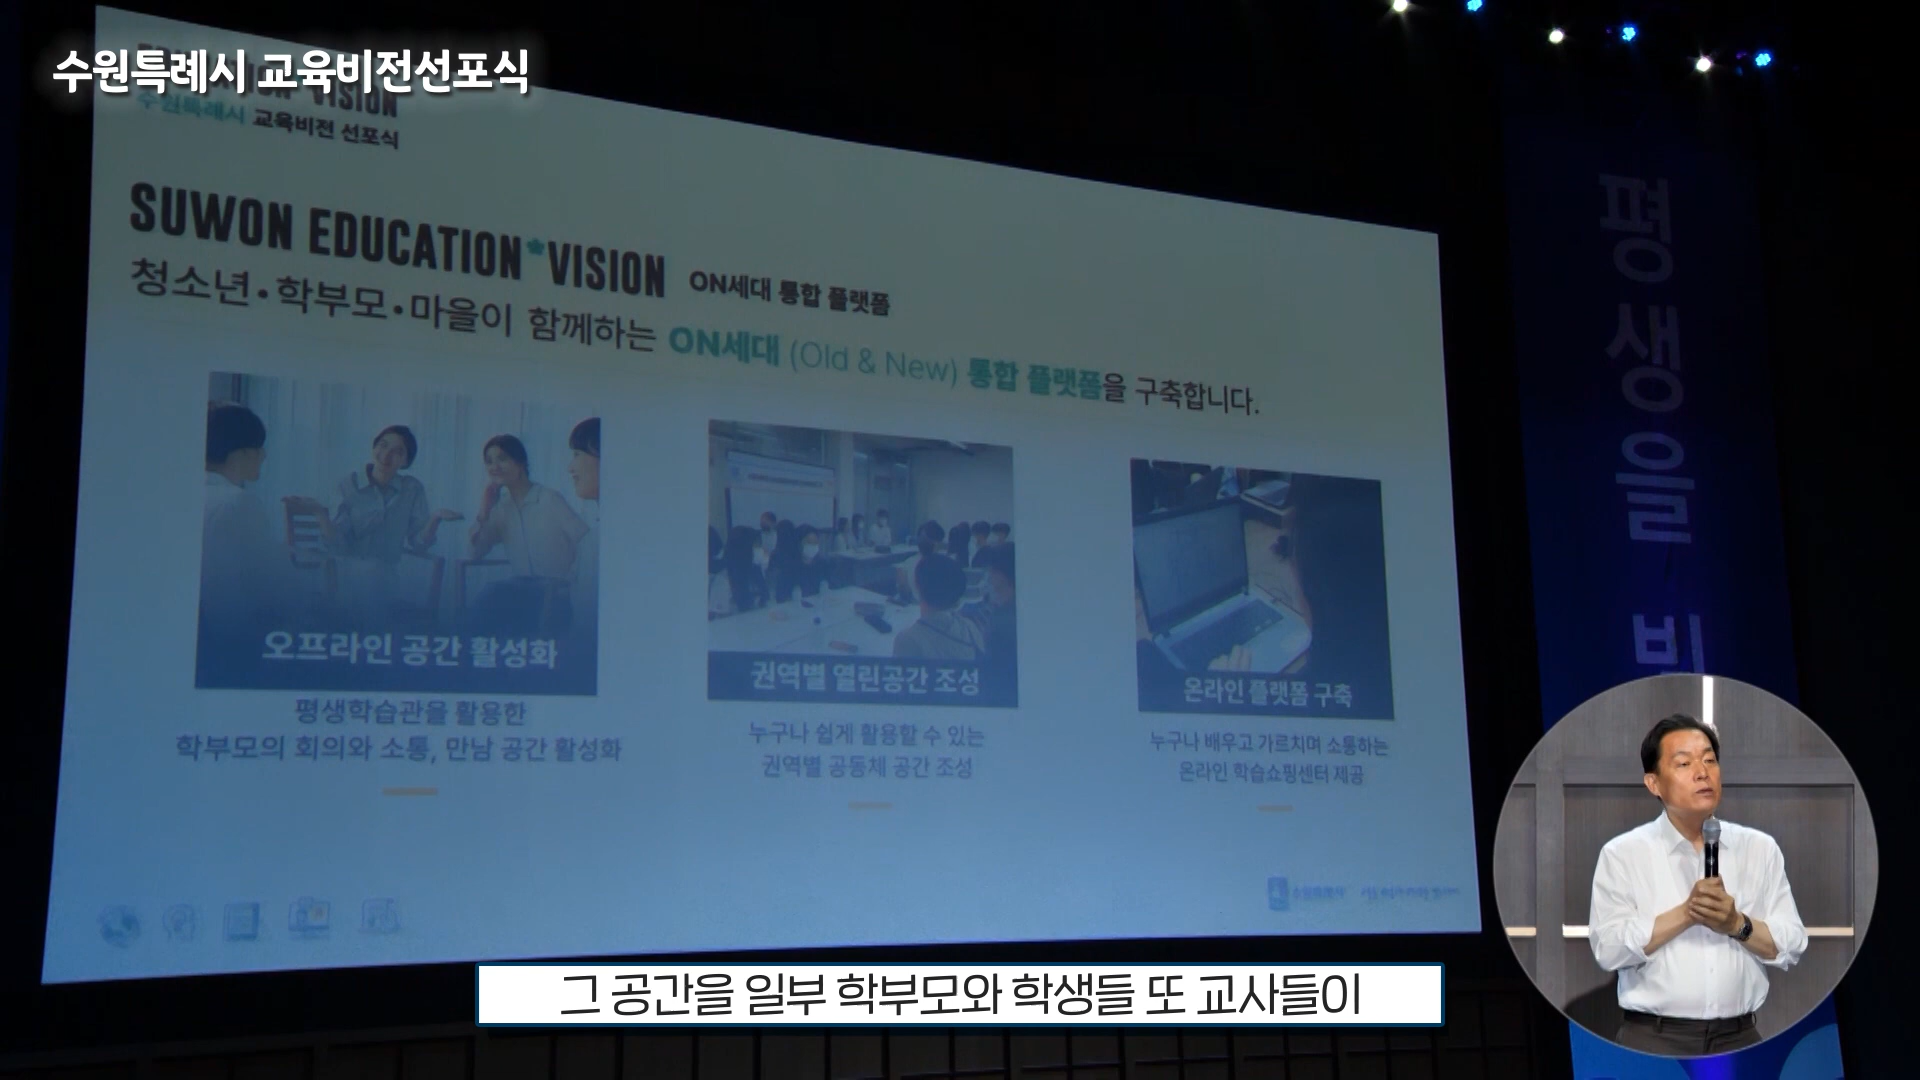 수원특례시 교육비전선포식
VISION
수원특례시 교육비전 선포식
SUWON EDUCATION VISION ON세대 통합 플랫폼
청소년·학부모·마을이 함께하는 ON세대 (Old & New) 통합 플랫폼을 구축합니다.
오프라인 공간 활성화
평생학습관을 활용한
학부모의 회의와 소통, 만남 공간 활성화
권역별 열린공간 조성
누구나 쉽게 활용할 수 있는
권역별 공동체 공간 조성
온라인 플랫폼 구축
누구나 배우고 가르치며 소통하는
온라인 학습쇼핑센터 제공
수원특례시
평생을
그 공간을 일부 학부모와 학생들 또 교사들이